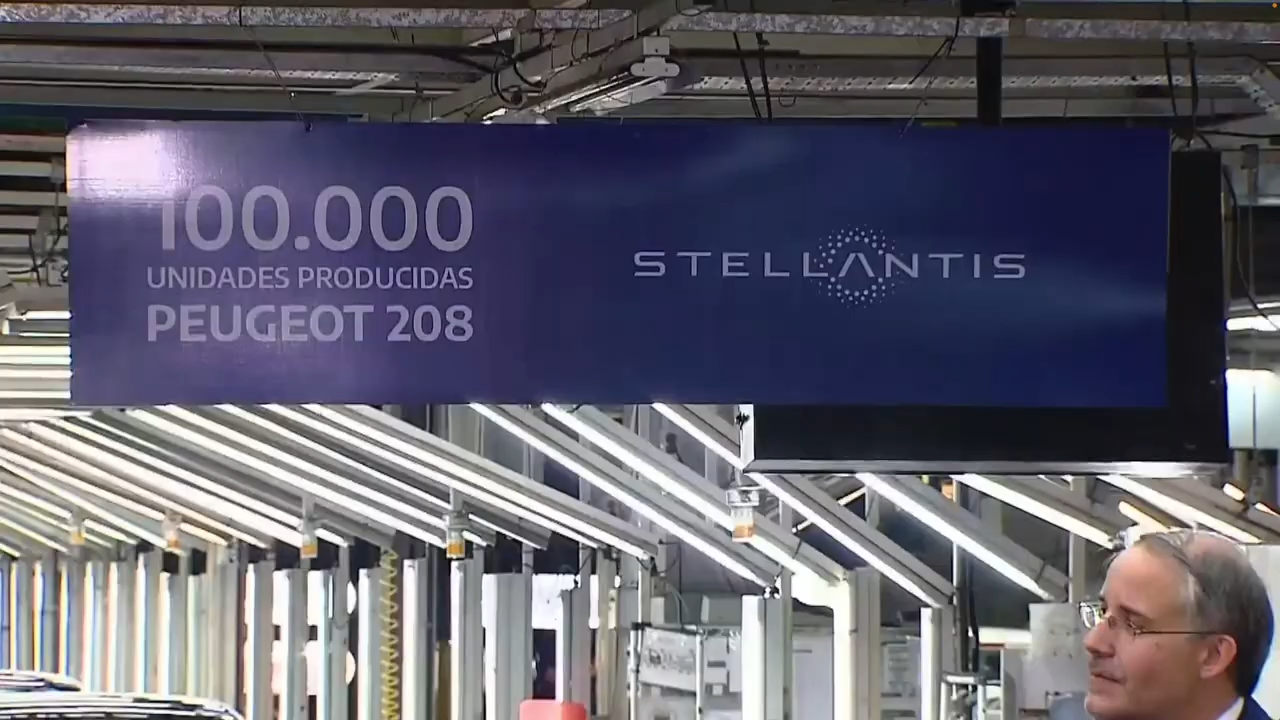 100.000
UNIDADES PRODUCIDAS
PEUGEOT 208
STELLANTIS